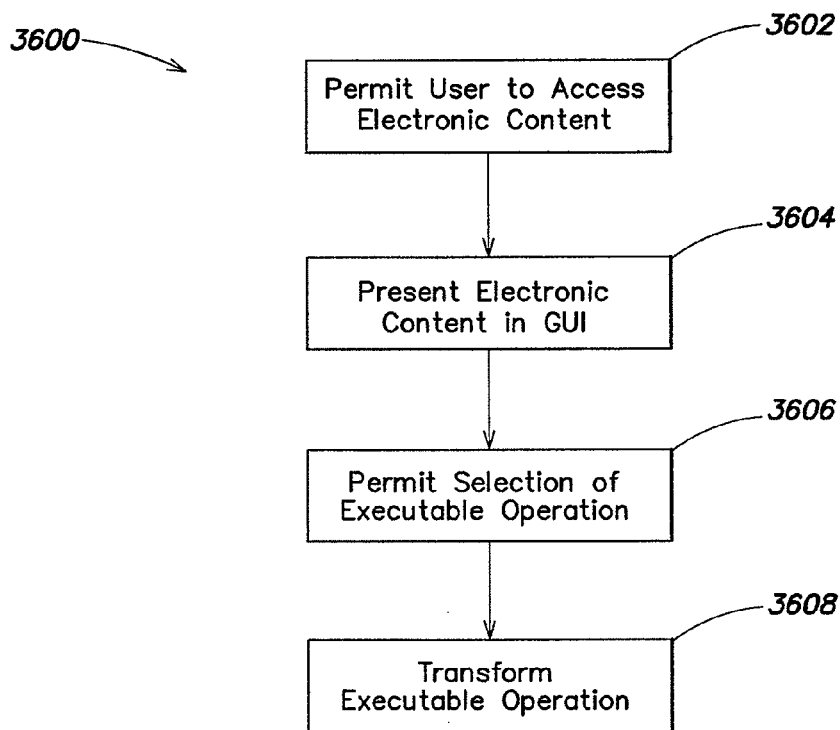 3600
3602
Permit User to Access
Electronic Content
3604
Present Electronic
Content in GUI
3606
Permit Selection of
Executable Operation
3608
Transform
Executable Operation